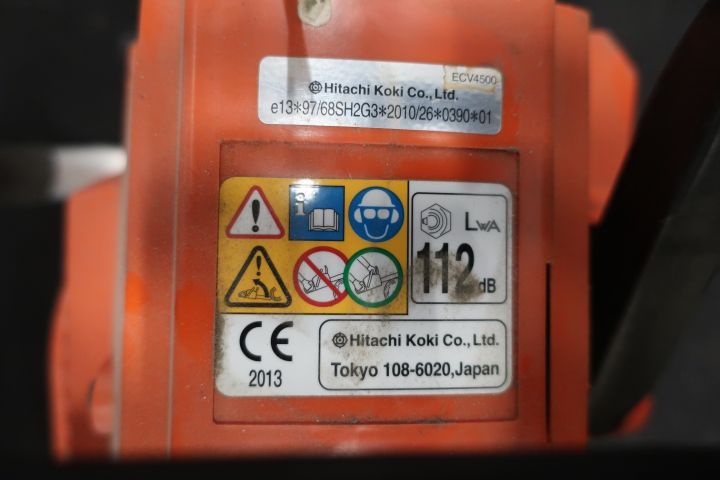 ECV4500
Hitachi Koki Co., Ltd.
e13*97/68SH2G3*2010/26*0390*01
LWA
112 dB
CE
2013
Hitachi Koki Co., Ltd.
Tokyo 108-6020, Japan